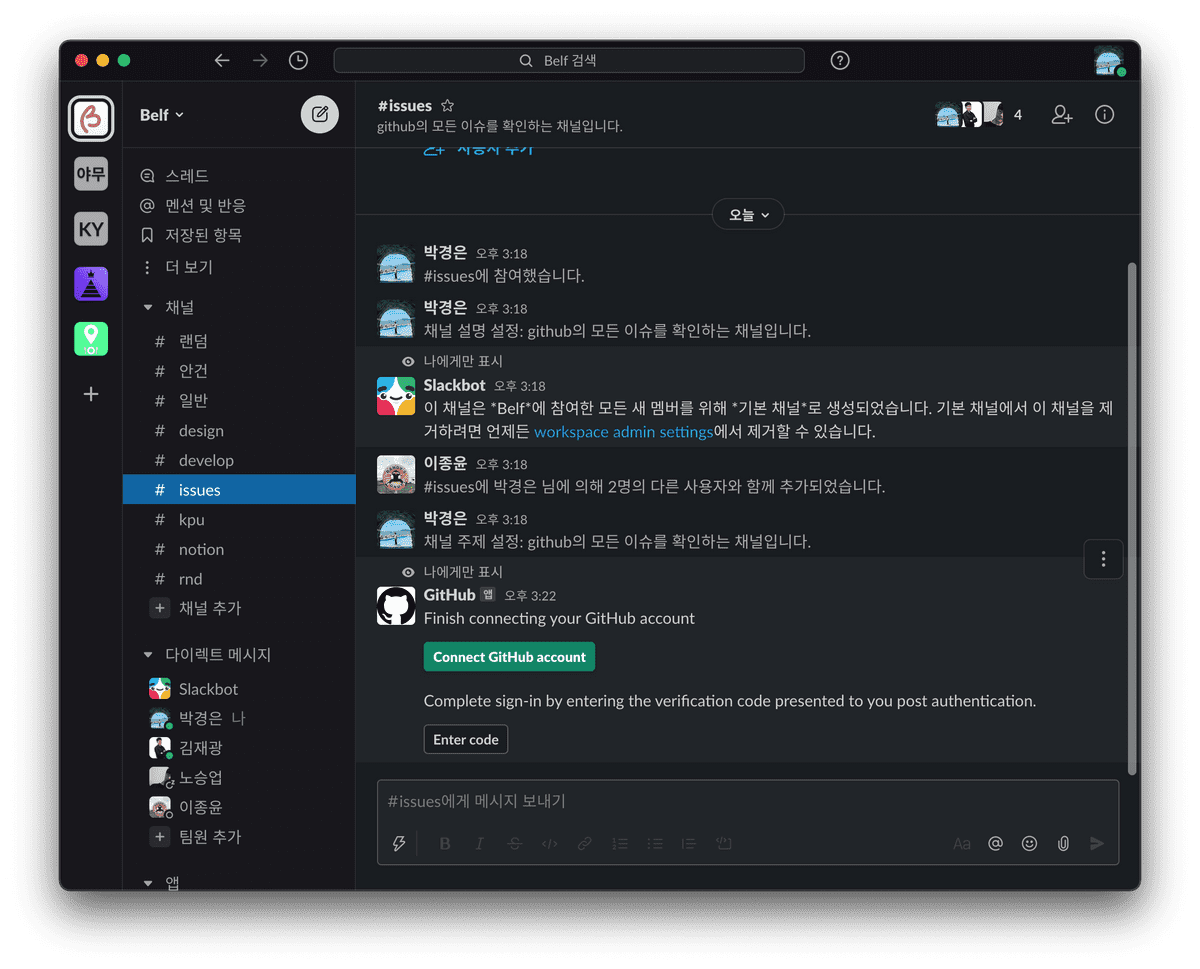 Belf 검색
Belf
#issues
github의 모든 이슈를 확인하는 채널입니다.
4
야무
KY
스레드
멘션 및 반응
저장된 항목
더 보기
채널
# 랜덤
# 안건
# 일반
# design
# develop
# issues
# kpu
# notion
# rnd
+ 채널 추가
다이렉트 메시지
Slackbot
박경은 나
김재광
노승업
이종윤
+ 팀원 추가
앱
사용자 추가
오늘
박경은 오후 3:18
#issues에 참여했습니다.
박경은 오후 3:18
채널 설명 설정: github의 모든 이슈를 확인하는 채널입니다.
나에게만 표시
Slackbot 오후 3:18
이 채널은 *Belf*에 참여한 모든 새 멤버를 위해 *기본 채널*로 생성되었습니다. 기본 채널에서 이 채널을 제
거하려면 언제든 workspace admin settings에서 제거할 수 있습니다.
이종윤 오후 3:18
#issues에 박경은 님에 의해 2명의 다른 사용자와 함께 추가되었습니다.
박경은 오후 3:18
채널 주제 설정: github의 모든 이슈를 확인하는 채널입니다.
나에게만 표시
GitHub 앱 오후 3:22
Finish connecting your GitHub account
Connect GitHub account
Complete sign-in by entering the verification code presented to you post authentication.
Enter code
#issues에게 메시지 보내기
B I S </> Aa @